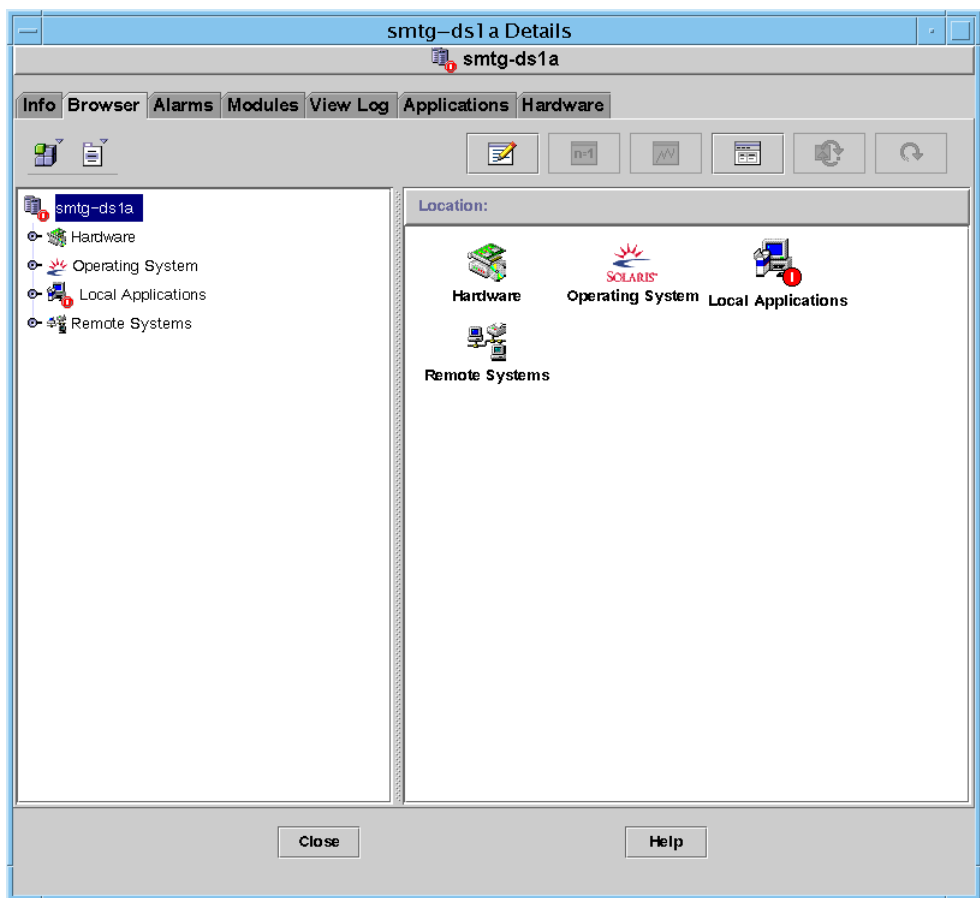 smtg-ds1a Details
smtg-ds1a
Info Browser Alarms Modules View Log Applications Hardware
n=1
smtg-ds1a
Hardware
Operating System
Local Applications
Remote Systems
Location:
SOLARIS
Hardware Operating System Local Applications
Remote Systems
Close Help